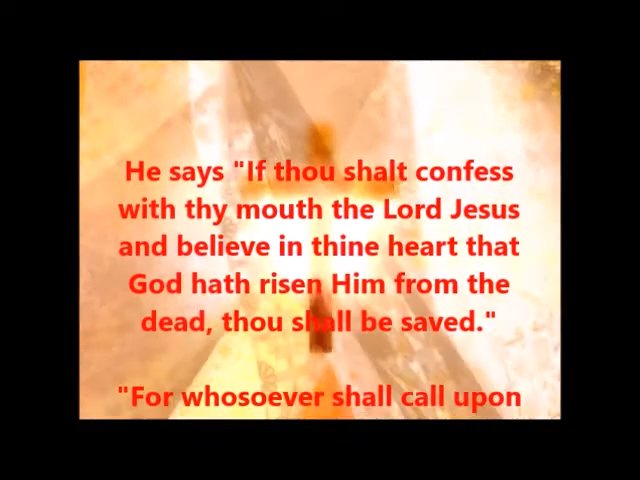 He says "If thou shalt confess
with thy mouth the Lord Jesus
and believe in thine heart that
God hath risen Him from the
dead, thou shall be saved."
"For whosoever shall call upon